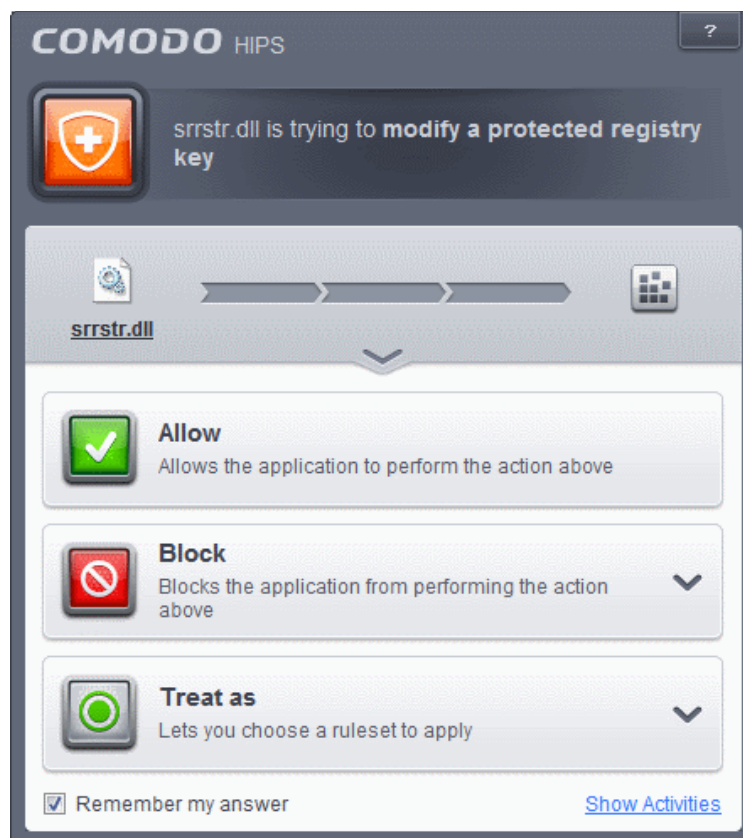 COMODO HIPS
?
srrstr.dll is trying to modify a protected registry
key
srrstr.dll
Allow
Allows the application to perform the action above
Block
Blocks the application from performing the action
above
Treat as
Lets you choose a ruleset to apply
Remember my answer
Show Activities